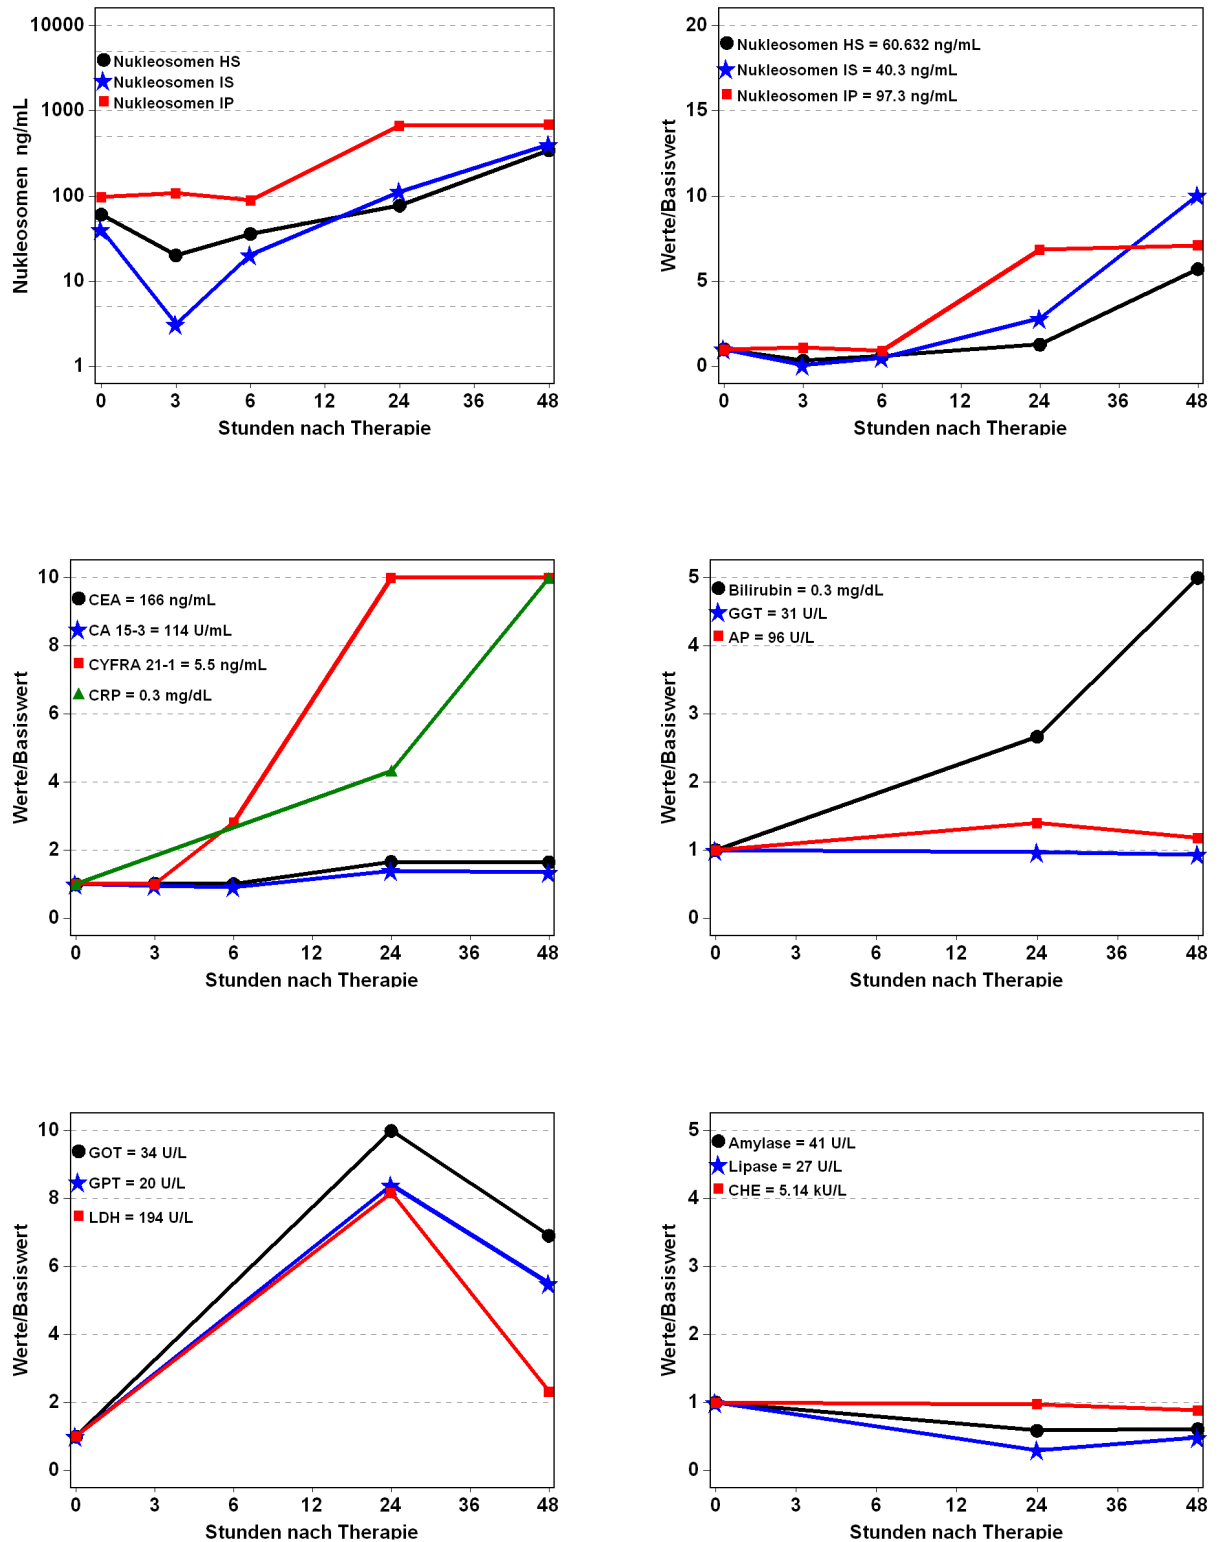 10000
1000
100
10
1
Nukleosomen ng/mL
Nukleosomen HS
Nukleosomen IS
Nukleosomen IP
0 3 6 12 24 36 48
Stunden nach Therapie
20
15
10
5
0
Werte/Basiswert
Nukleosomen HS = 60.632 ng/mL
Nukleosomen IS = 40.3 ng/mL
Nukleosomen IP = 97.3 ng/mL
0 3 6 12 24 36 48
Stunden nach Therapie
10
8
6
4
2
0
Werte/Basiswert
CEA = 166 ng/mL
CA 15-3 = 114 U/mL
CYFRA 21-1 = 5.5 ng/mL
CRP = 0.3 mg/dL
0 3 6 12 24 36 48
Stunden nach Therapie
5
4
3
2
1
0
Werte/Basiswert
Bilirubin = 0.3 mg/dL
GGT = 31 U/L
AP = 96 U/L
0 3 6 12 24 36 48
Stunden nach Therapie
10
8
6
4
2
0
Werte/Basiswert
GOT = 34 U/L
GPT = 20 U/L
LDH = 194 U/L
0 3 6 12 24 36 48
Stunden nach Therapie
5
4
3
2
1
0
Werte/Basiswert
Amylase = 41 U/L
Lipase = 27 U/L
CHE = 5.14 kU/L
0 3 6 12 24 36 48
Stunden nach Therapie